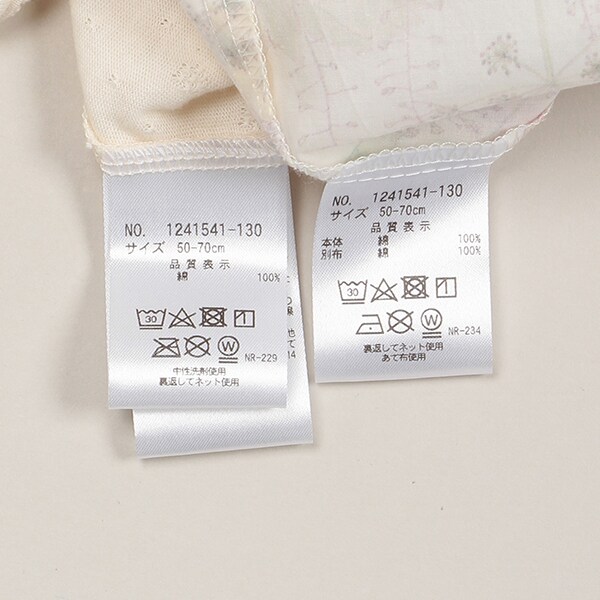 NO. 1241541-130
サイズ 50-70cm
品質表示
綿 100%
30
W
NR-229
中性洗剤使用
裏返してネット使用
14
NO. 1241541-130
サイズ 50-70cm
品質表示
本体 綿 100%
別布 綿 100%
30
W
NR-234
裏返してネット使用
あて布使用